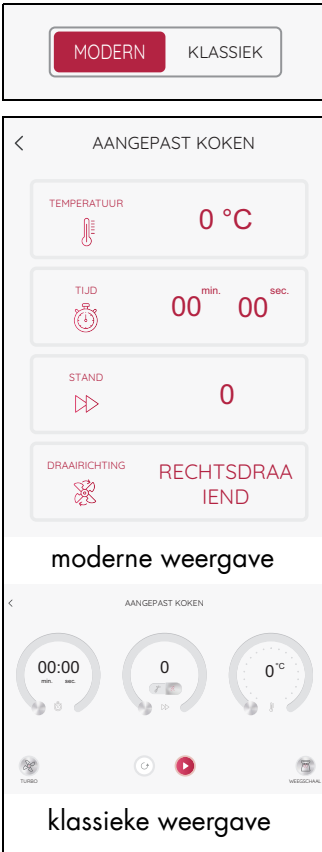 MODERN KLASSIEK
AANGEPAST KOKEN
TEMPERATUUR
0 °C
TIJD
00 min. 00 sec.
STAND
0
DRAAIRICHTING
RECHTSDRAA
IEND
moderne weergave
AANGEPAST KOKEN
00:00
min. sec.
0
0 °C
TURBO
WEEGSCHAAL
klassieke weergave